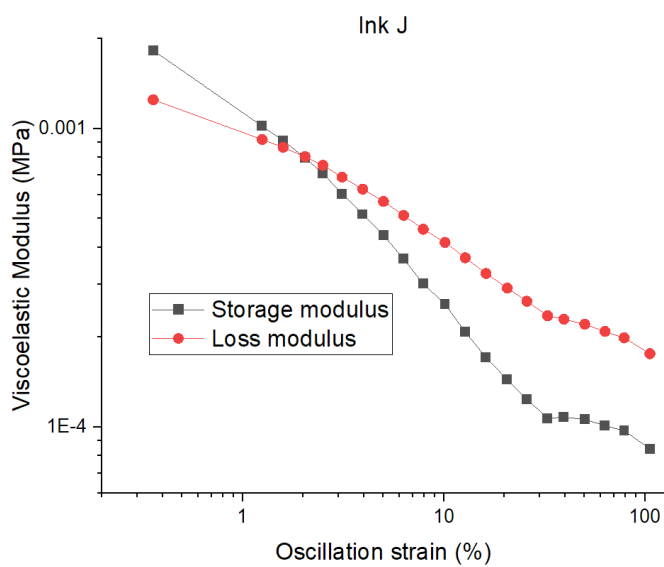 Ink J
Viscoelastic Modulus (MPa)
0.001
1E-4
Storage modulus
Loss modulus
1
10
100
Oscillation strain (%)